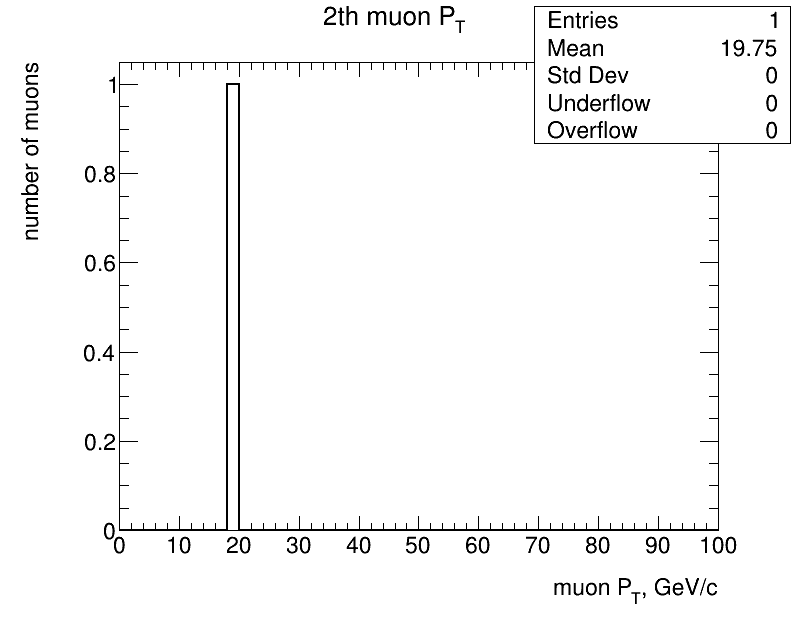 2th muon P_T
Entries 1
Mean 19.75
Std Dev 0
Underflow 0
Overflow 0
number of muons
1
0.8
0.6
0.4
0.2
0
0 10 20 30 40 50 60 70 80 90 100
muon P_T, GeV/c